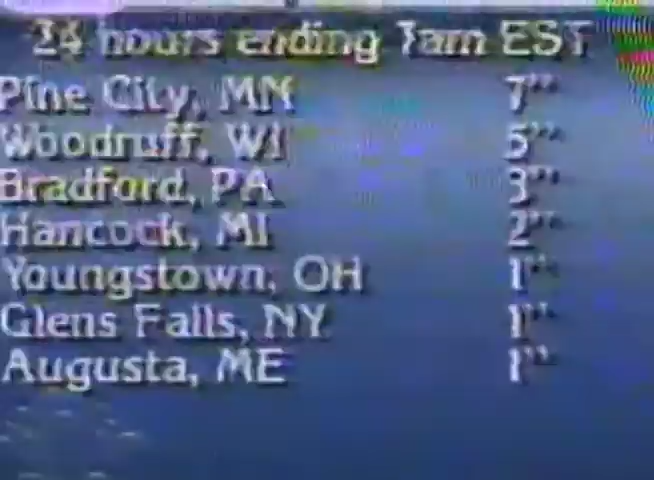 24 hours ending 7am EST
Pine City, MN 7"
Woodruff, WI 5"
Bradford, PA 3"
Hancock, MI 2"
Youngstown, OH 1"
Glens Falls, NY 1"
Augusta, ME 1"